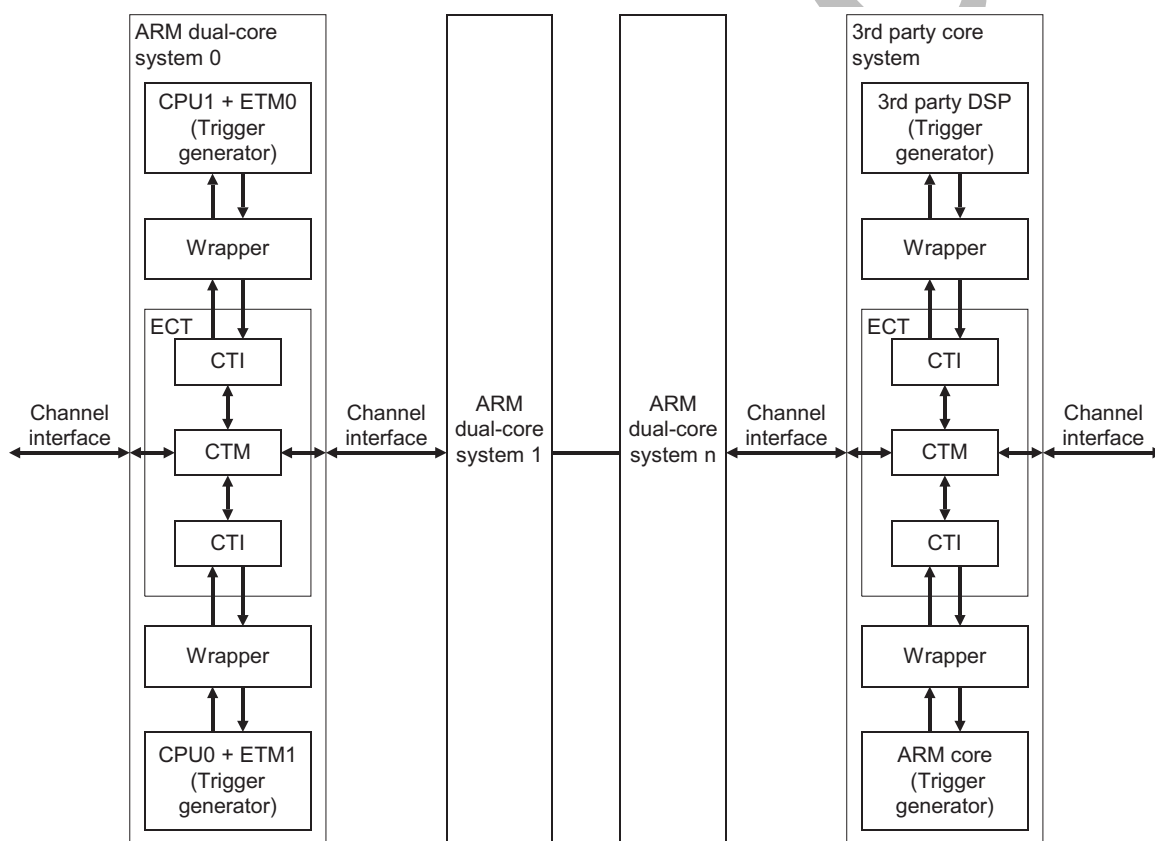 ARM dual-core
system 0
CPU1 + ETM0
(Trigger
generator)
Wrapper
ECT
CTI
Channel
interface
CTM
CTI
Wrapper
CPU0 + ETM1
(Trigger
generator)
Channel
interface
ARM
dual-core
system 1
ARM
dual-core
system n
Channel
interface
3rd party core
system
3rd party DSP
(Trigger
generator)
Wrapper
ECT
CTI
CTM
CTI
Wrapper
ARM core
(Trigger
generator)
Channel
interface